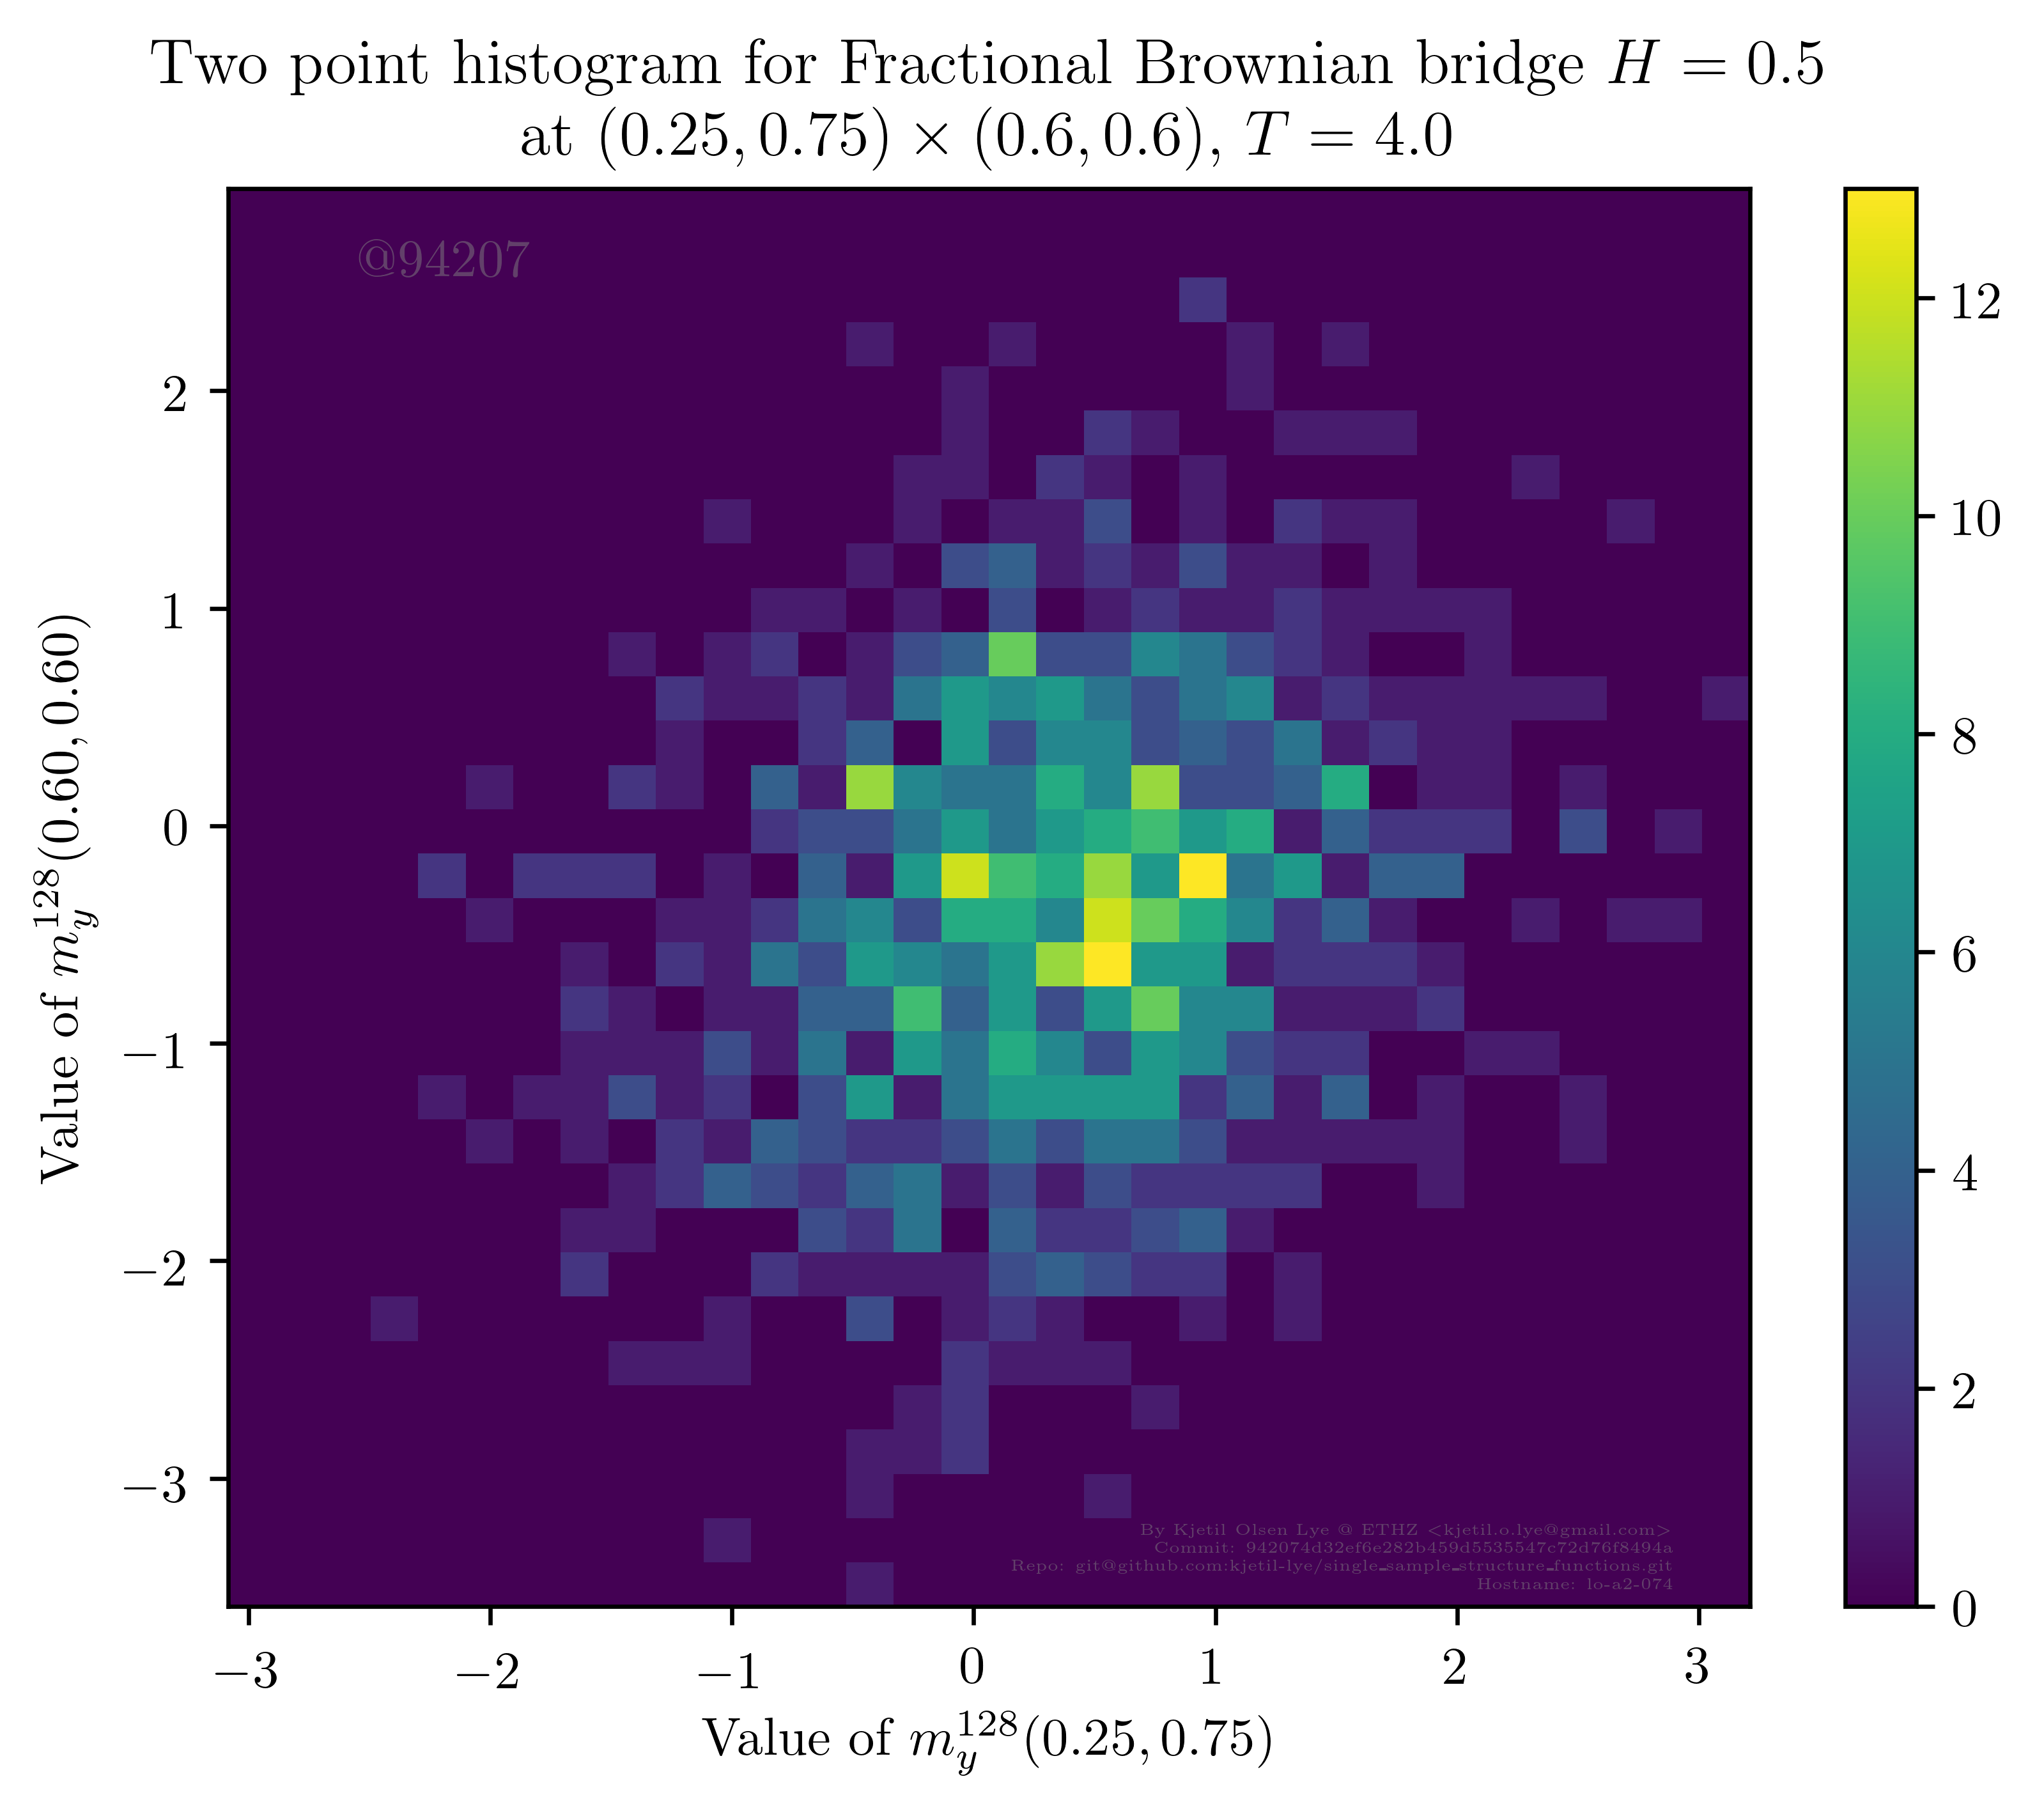 Two point histogram for Fractional Brownian bridge H = 0.5
at (0.25, 0.75) × (0.6, 0.6), T = 4.0
@94207
12
10
8
6
4
2
0
2
1
0
−1
−2
−3
Value of m_y^{128}(0.60, 0.60)
By Kjetil Olsen Lye @ ETHZ <kjetil.o.lye@gmail.com>
Commit: 942074d32ef6e282b459d5535547c72d76f8494a
Repo: git@github.com:kjetil-lye/single_sample_structure_functions.git
Hostname: lo-a2-074
−3 −2 −1 0 1 2 3
Value of m_y^{128}(0.25, 0.75)